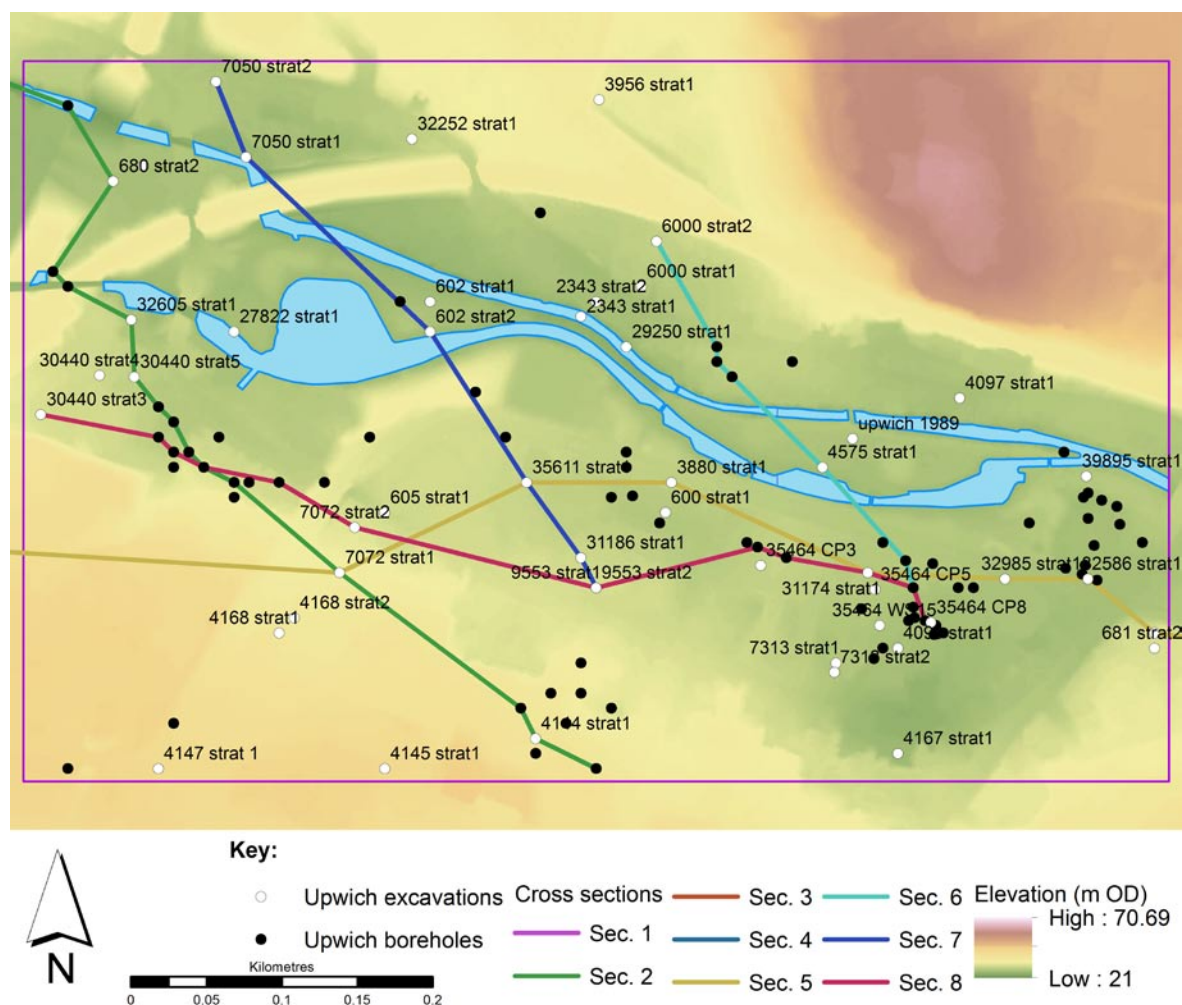 7050 strat2
3956 strat1
32252 strat1
7050 strat1
680 strat2
6000 strat2
6000 strat1
2343 strat2
602 strat1
2343 strat1
32605 strat1
27822 strat1
602 strat2
29250 strat1
30440 strat4
30440 strat5
4097 strat1
30440 strat3
upwich 1989
4575 strat1
35611 strat1
3880 strat1
39895 strat1
605 strat1
600 strat1
7072 strat2
31186 strat1
35464 CP3
7072 strat1
9553 strat1
9553 strat2
35464 CP5
32985 strat1
32586 strat1
31174 strat1
4168 strat2
4168 strat1
35464 WS15
35464 CP8
strat1
681 strat2
7313 strat1
strat2
strat1
4167 strat1
4147 strat 1
4145 strat1
Key:
Upwich excavations
Upwich boreholes
Cross sections
Sec. 1
Sec. 2
Sec. 3
Sec. 4
Sec. 5
Sec. 6
Sec. 7
Sec. 8
Elevation (m OD)
High : 70.69
Low : 21
N
Kilometres
0 0.05 0.1 0.2